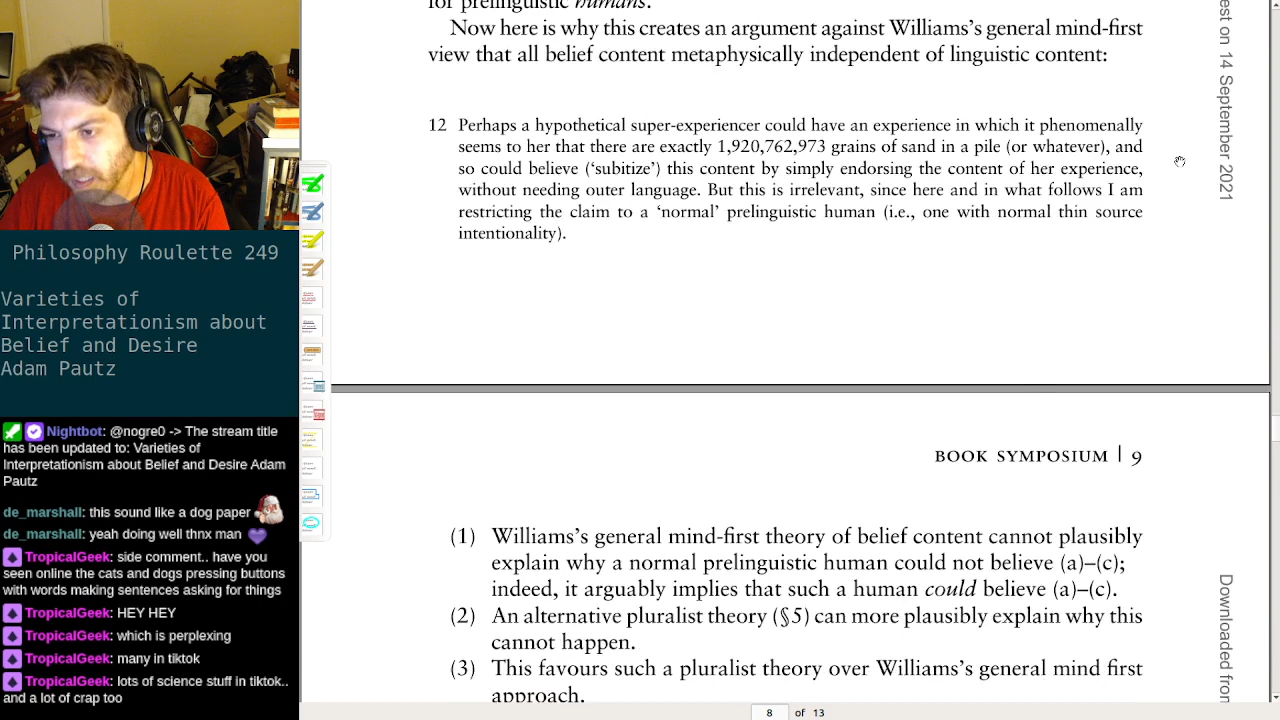 for prelinguistic humans.
Now here is why this creates an argument against Williams's general mind-first
view that all belief content metaphysically independent of linguistic content:
12 Perhaps a hypothetical super-experiencer could have an experience in which it phenomenally
seems to her that there are exactly 1,920,762,973 grains of sand in a pile (or whatever), and
so could believe ('subitize') this content by simply endorsing the content of her experience,
without needing outer language. But this is irrelevant, since here and in what follows I am
restricting the claim to a 'normal' prelinguistic human (i.e., one with normal thin source
intentionality).
BOOK SYMPOSIUM | 9
(1) Williams's general mind-first theory of belief content cannot plausibly
explain why a normal prelinguistic human could not believe (a)–(c);
indeed, it arguably implies that such a human could believe (a)–(c).
(2) An alternative pluralist theory (§5) can more plausibly explain why this
cannot happen.
(3) This favours such a pluralist theory over Williams's general mind first
approach.
est on 14 September 2021
Downloaded from
8 of 13
Philosophy Roulette 249
Varieties of
Interpretationism about
Belief and Desire
Adam Pautz
Nightbot: @nogre0 -> The stream title
has been updated to: Varieties of
Interpretationism about Belief and Desire Adam
Pautz
de_marshall: this sound like a dog paper
de_marshall: yeah doing well thnx man
TropicalGeek: side comment.. have you
seen online the cats and dogs pressing buttons
with words making sentences asking for things
TropicalGeek: HEY HEY
TropicalGeek: which is perplexing
TropicalGeek: many in tiktok
TropicalGeek: lots of science stuff in tiktok..
and a lot of crap too